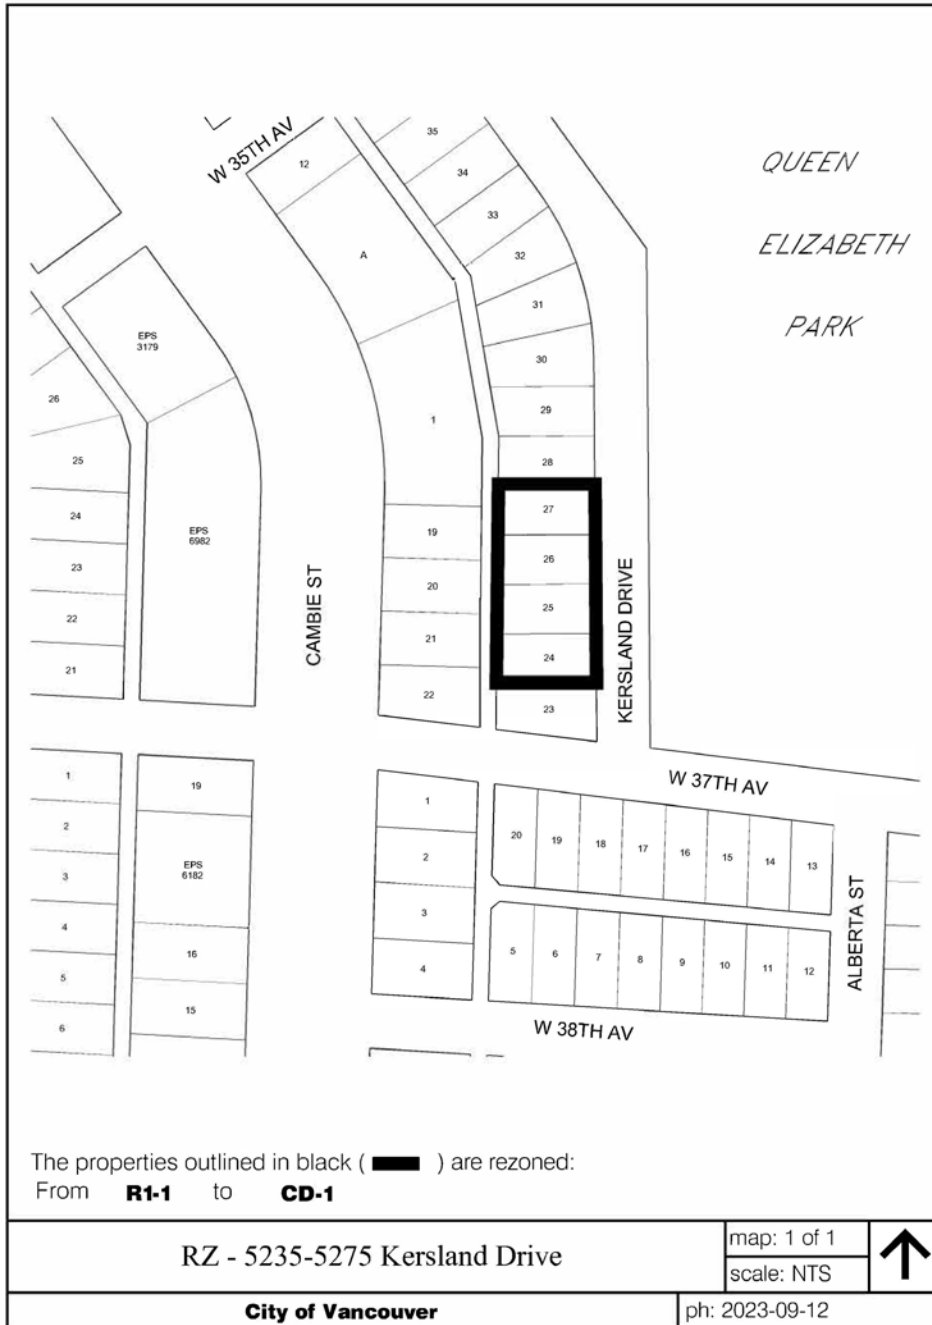 W 35TH AV
QUEEN
ELIZABETH
PARK
35
12
34
33
A
32
31
EPS
3179
30
26
29
1
25
28
24
27
19
EPS
6982
26
23
20
25
22
21
24
21
22
23
CAMBIE ST
KERSLAND DRIVE
W 37TH AV
1
19
1
2
20
19
18
17
16
15
14
13
2
EPS
6182
3
3
4
16
5
6
7
8
9
10
11
12
4
5
15
6
ALBERTA ST
W 38TH AV
The properties outlined in black ( ) are rezoned:
From R1-1 to CD-1
RZ - 5235-5275 Kersland Drive
map: 1 of 1
scale: NTS
City of Vancouver
ph: 2023-09-12